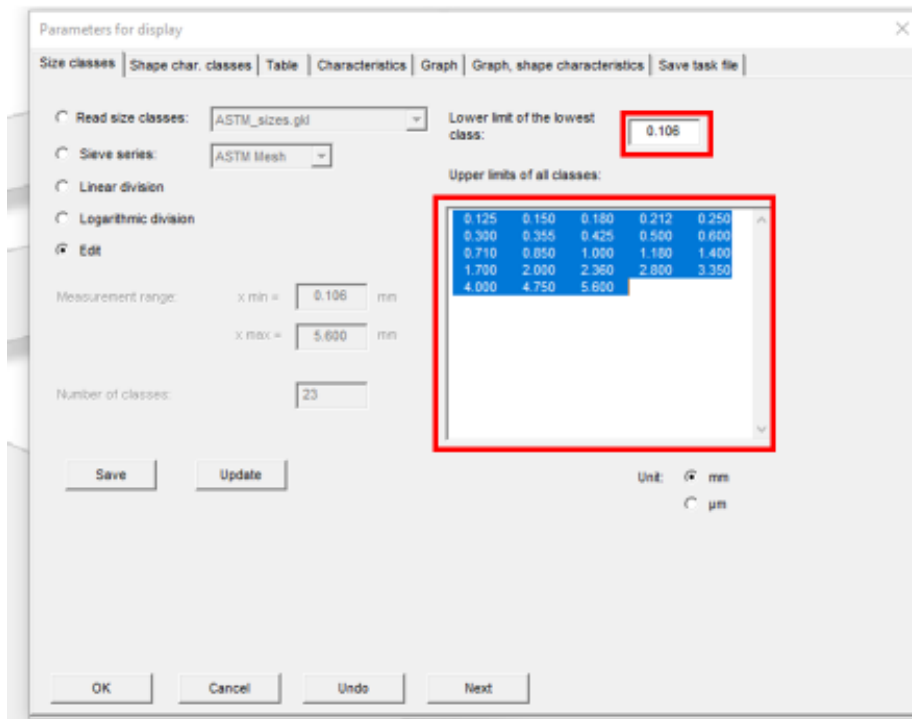 Parameters for display
Size classes Shape char. classes Table Characteristics Graph Graph, shape characteristics Save task file
Read size classes: ASTM_sizes.gkl
Sieve series: ASTM Mesh
Linear division
Logarithmic division
Edit
Measurement range: x min = 0.106 mm
x max = 5.600 mm
Number of classes: 23
Save Update
Lower limit of the lowest
class: 0.106
Upper limits of all classes:
0.125 0.150 0.180 0.212 0.250
0.300 0.355 0.425 0.500 0.600
0.710 0.850 1.000 1.180 1.400
1.700 2.000 2.360 2.800 3.350
4.000 4.750 5.600
Unit: mm
µm
OK Cancel Undo Next